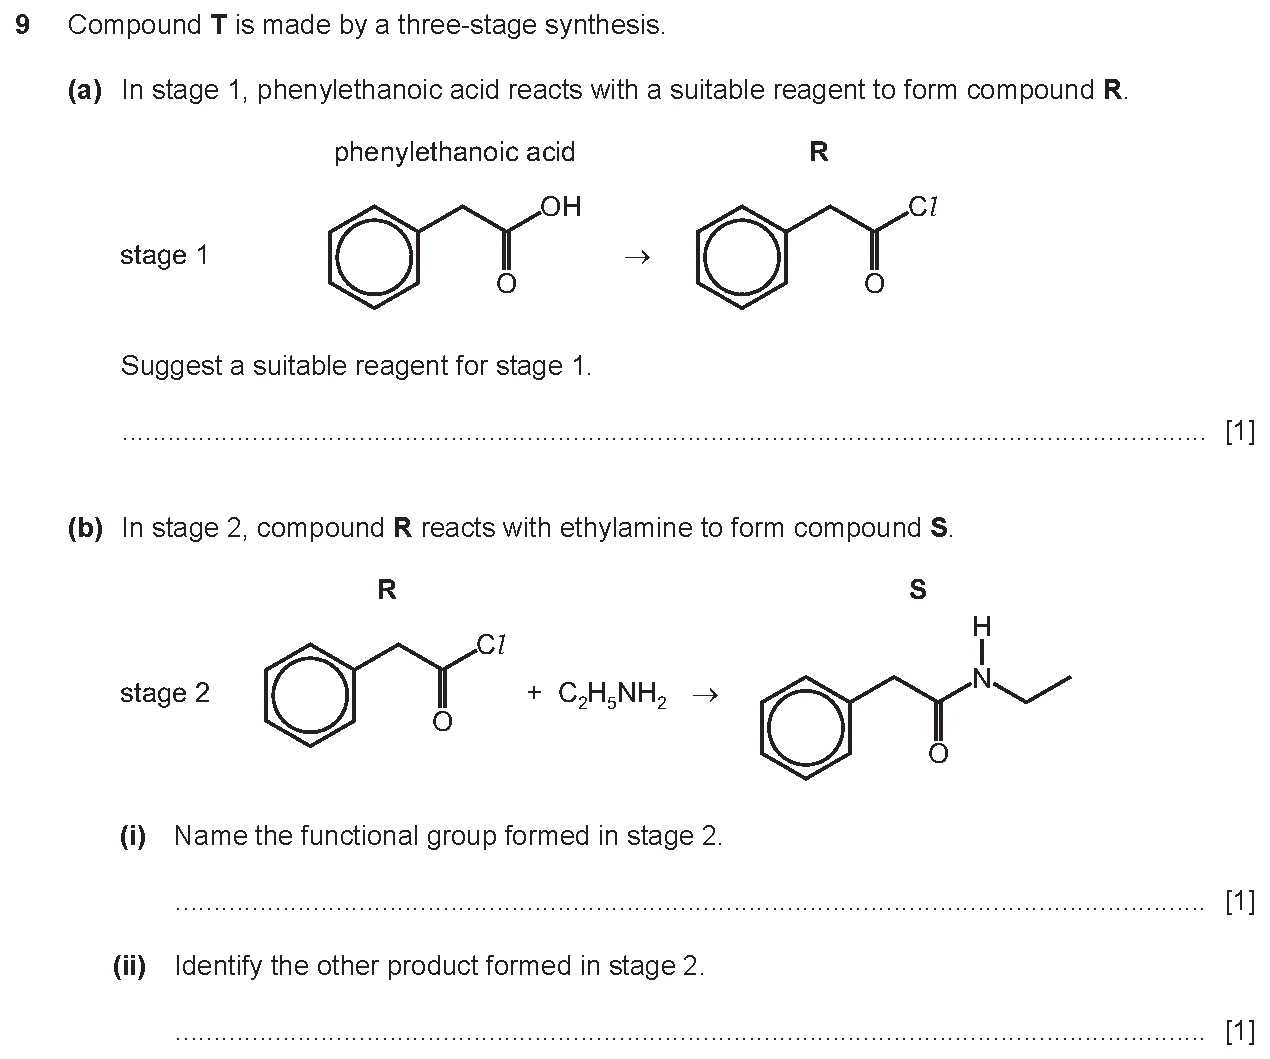 9 Compound T is made by a three-stage synthesis.
(a) In stage 1, phenylethanoic acid reacts with a suitable reagent to form compound R.
phenylethanoic acid R
OH Cl
stage 1 →
O O
Suggest a suitable reagent for stage 1.
.......................................................................................................................................... [1]
(b) In stage 2, compound R reacts with ethylamine to form compound S.
R S
H
Cl
N
stage 2 + C₂H₅NH₂ →
O O
(i) Name the functional group formed in stage 2.
.......................................................................................................................................... [1]
(ii) Identify the other product formed in stage 2.
.......................................................................................................................................... [1]